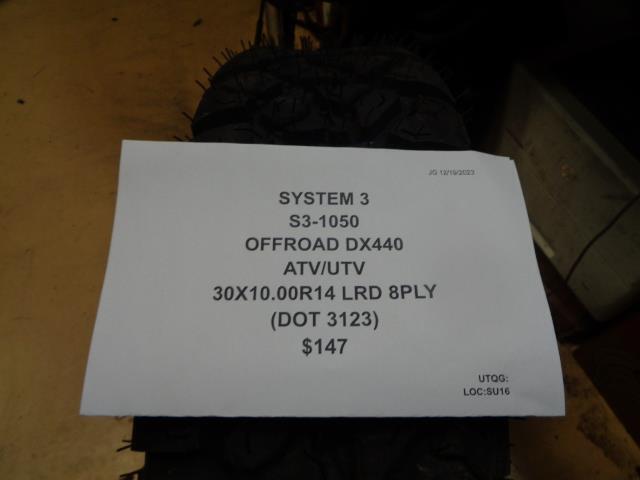 JG 12/19/2023
SYSTEM 3
S3-1050
OFFROAD DX440
ATV/UTV
30X10.00R14 LRD 8PLY
(DOT 3123)
$147
UTQG:
LOC:SU16